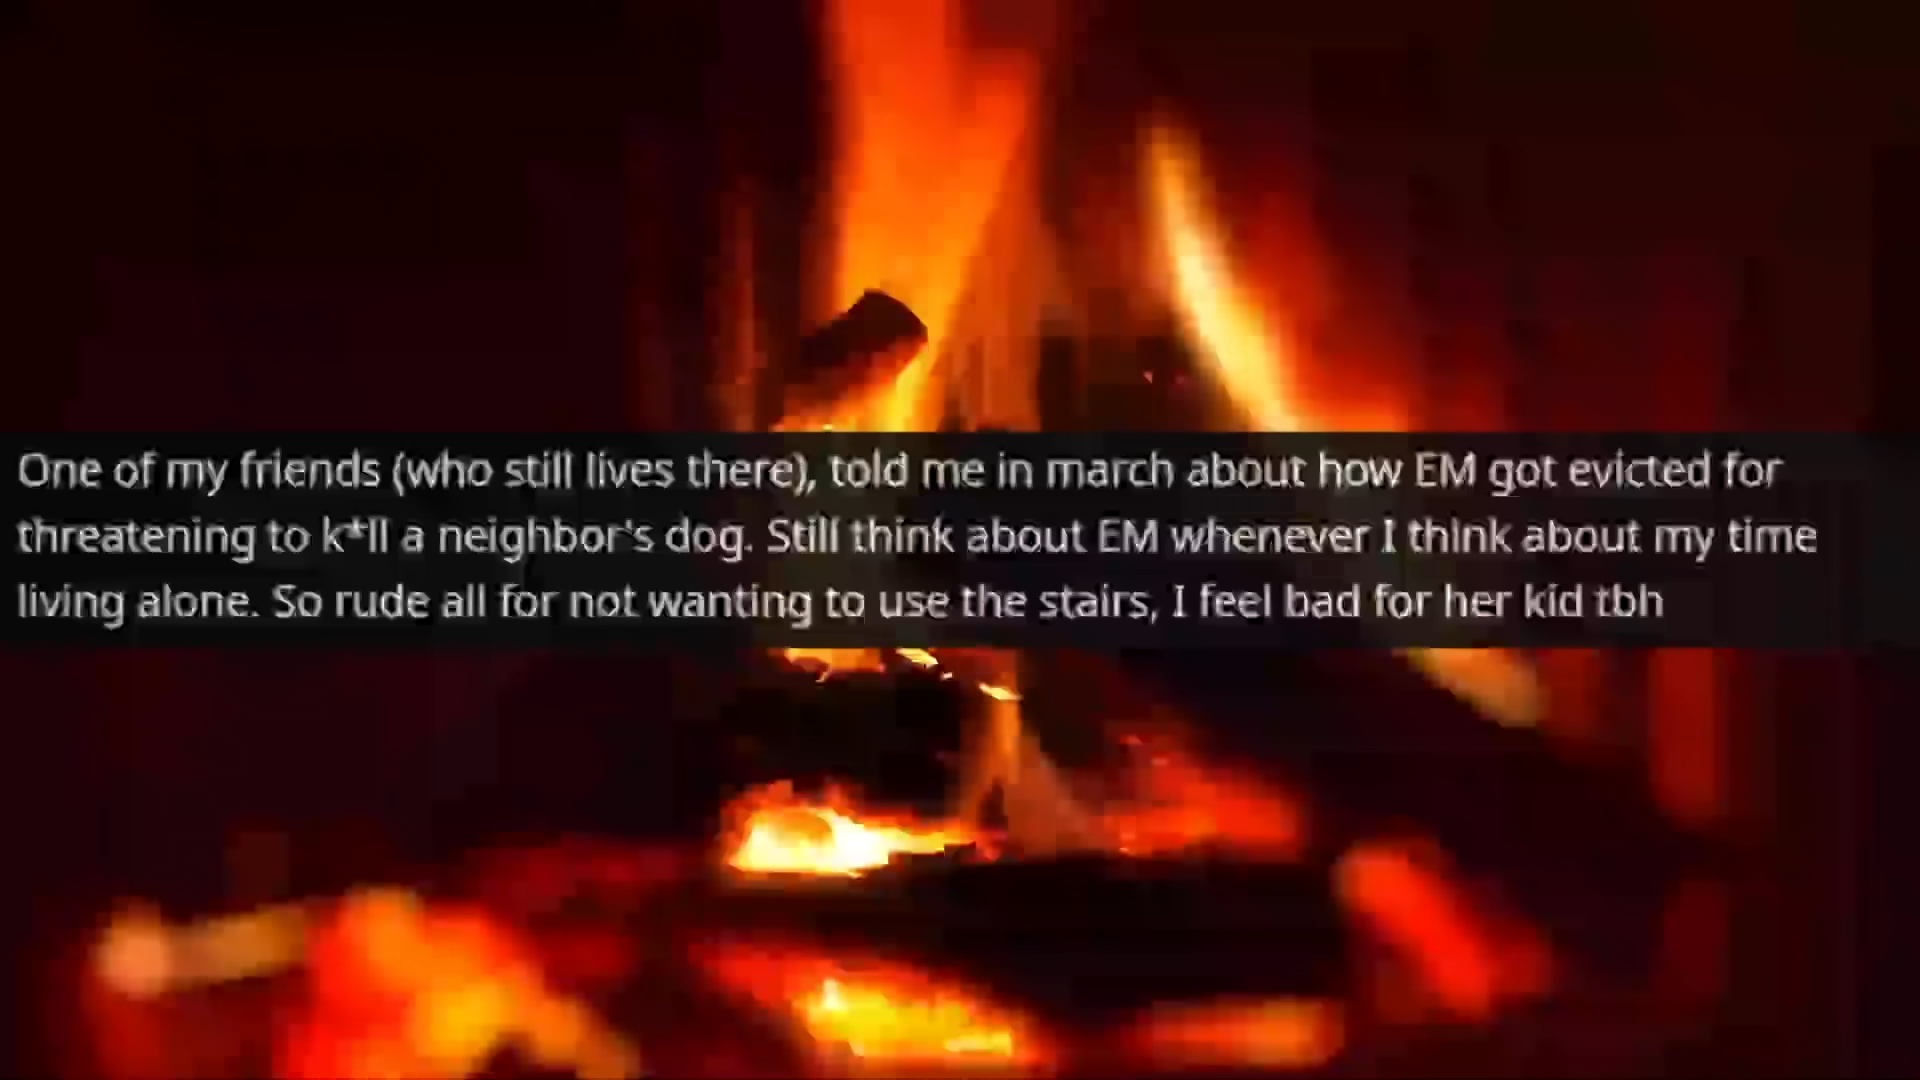 One of my friends (who still lives there), told me in march about how EM got evicted for
threatening to k*ll a neighbor's dog. Still think about EM whenever I think about my time
living alone. So rude all for not wanting to use the stairs, I feel bad for her kid tbh